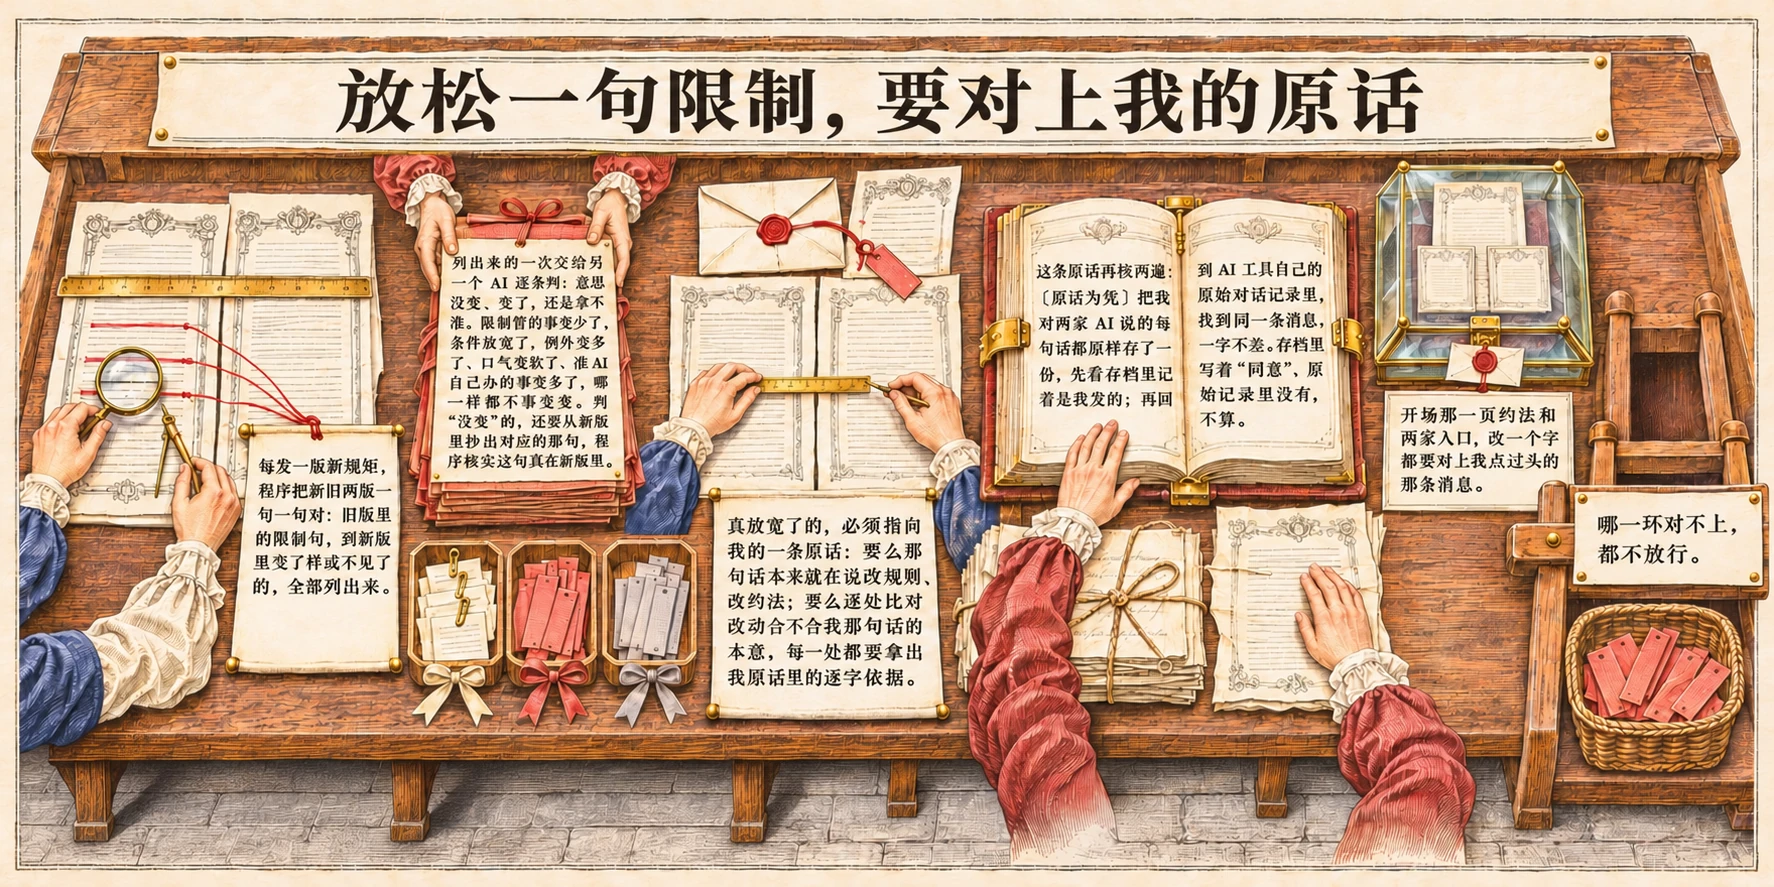 放松一句限制，要对上我的原话
每发一版新规矩，
程序把新旧两版一
句一句对：旧版里
的限制句，到新版
里变了样或不见了
的，全部列出来。
列出来的一次交给另
一个 AI 逐条判：意思
没变、变了，还是拿不
准。限制管的事变少了，
条件放宽了，例外变多
了、口气变软了、准 AI
自己办的事变多了，哪
一样都不事变变。判
“没变”的，还要从新版
里抄出对应的那句，程
序核实这句真在新版里。
真放宽了的，必须指向
我的一条原话：要么那
句话本来就在说改规则、
改约法；要么逐处比对
改动合不合我那句话的
本意，每一处都要拿出
我原话里的逐字依据。
这条原话再核两遍：
〔原话为凭〕把我
对两家 AI 说的每
句话都原样存了一
份，先看存档里记
着是我发的；再回
到 AI 工具自己的
原始对话记录里，
找到同一条消息，
一字不差。存档里
写着“同意”、原
始记录里没有，
不算。
开场那一页约法和
两家入口，改一个字
都要对上我点过头的
那条消息。
哪一环对不上，
都不放行。